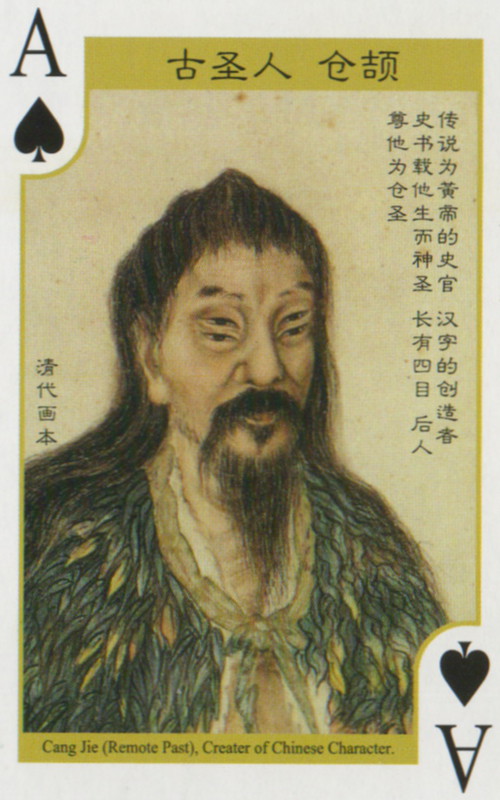 A
古圣人 仓颉
传说为黄帝的史官 汉字的创造者
史书载他生而神圣 长有四目 后人
尊他为仓圣
清代画本
Cang Jie (Remote Past), Creater of Chinese Character.
A